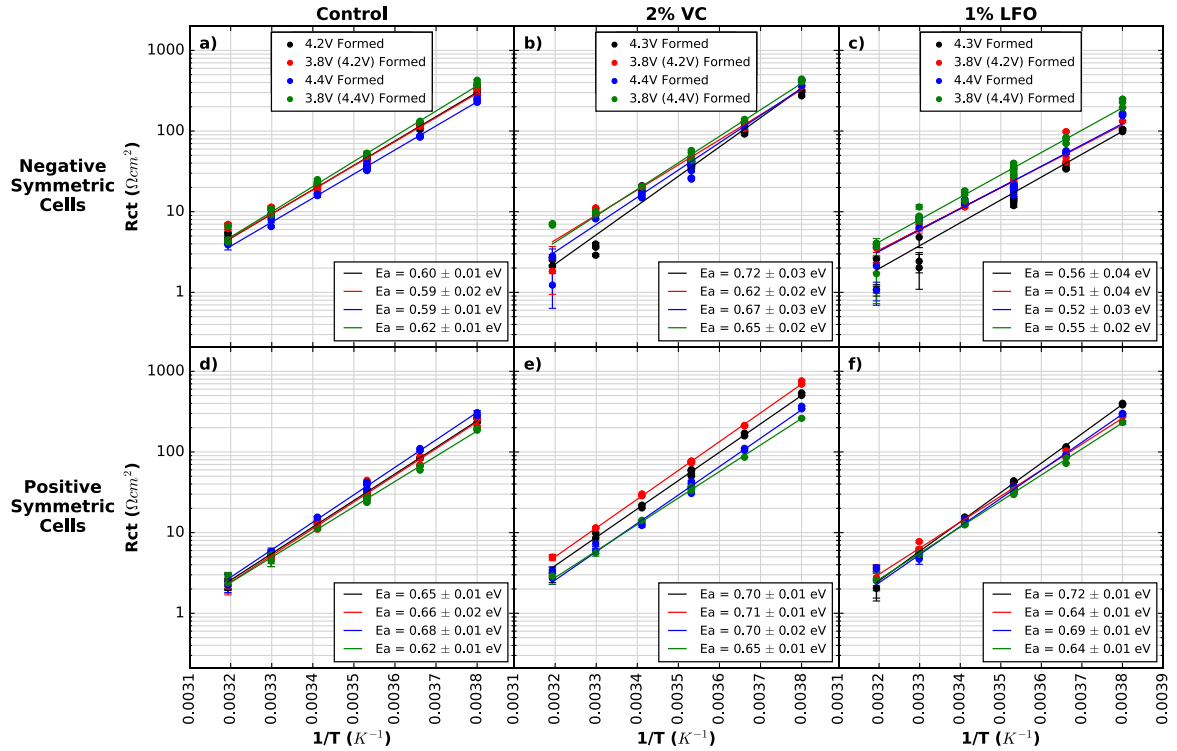 Control
2% VC
1% LFO
a)
4.2V Formed
3.8V (4.2V) Formed
4.4V Formed
3.8V (4.4V) Formed
Ea = 0.60 ± 0.01 eV
Ea = 0.59 ± 0.02 eV
Ea = 0.59 ± 0.01 eV
Ea = 0.62 ± 0.01 eV
b)
4.3V Formed
3.8V (4.2V) Formed
4.4V Formed
3.8V (4.4V) Formed
Ea = 0.72 ± 0.03 eV
Ea = 0.62 ± 0.02 eV
Ea = 0.67 ± 0.03 eV
Ea = 0.65 ± 0.02 eV
c)
4.3V Formed
3.8V (4.2V) Formed
4.4V Formed
3.8V (4.4V) Formed
Ea = 0.56 ± 0.04 eV
Ea = 0.51 ± 0.04 eV
Ea = 0.52 ± 0.03 eV
Ea = 0.55 ± 0.02 eV
Negative
Symmetric
Cells
Rct (Ωcm²)
1000
100
10
1
d)
Ea = 0.65 ± 0.01 eV
Ea = 0.66 ± 0.02 eV
Ea = 0.68 ± 0.01 eV
Ea = 0.62 ± 0.01 eV
e)
Ea = 0.70 ± 0.01 eV
Ea = 0.71 ± 0.01 eV
Ea = 0.70 ± 0.02 eV
Ea = 0.65 ± 0.01 eV
f)
Ea = 0.72 ± 0.01 eV
Ea = 0.64 ± 0.01 eV
Ea = 0.69 ± 0.01 eV
Ea = 0.64 ± 0.01 eV
Positive
Symmetric
Cells
Rct (Ωcm²)
1000
100
10
1
0.0031
0.0032
0.0033
0.0034
0.0035
0.0036
0.0037
0.0038
0.0031
0.0032
0.0033
0.0034
0.0035
0.0036
0.0037
0.0038
0.0031
0.0032
0.0033
0.0034
0.0035
0.0036
0.0037
0.0038
0.0039
1/T (K⁻¹)
1/T (K⁻¹)
1/T (K⁻¹)